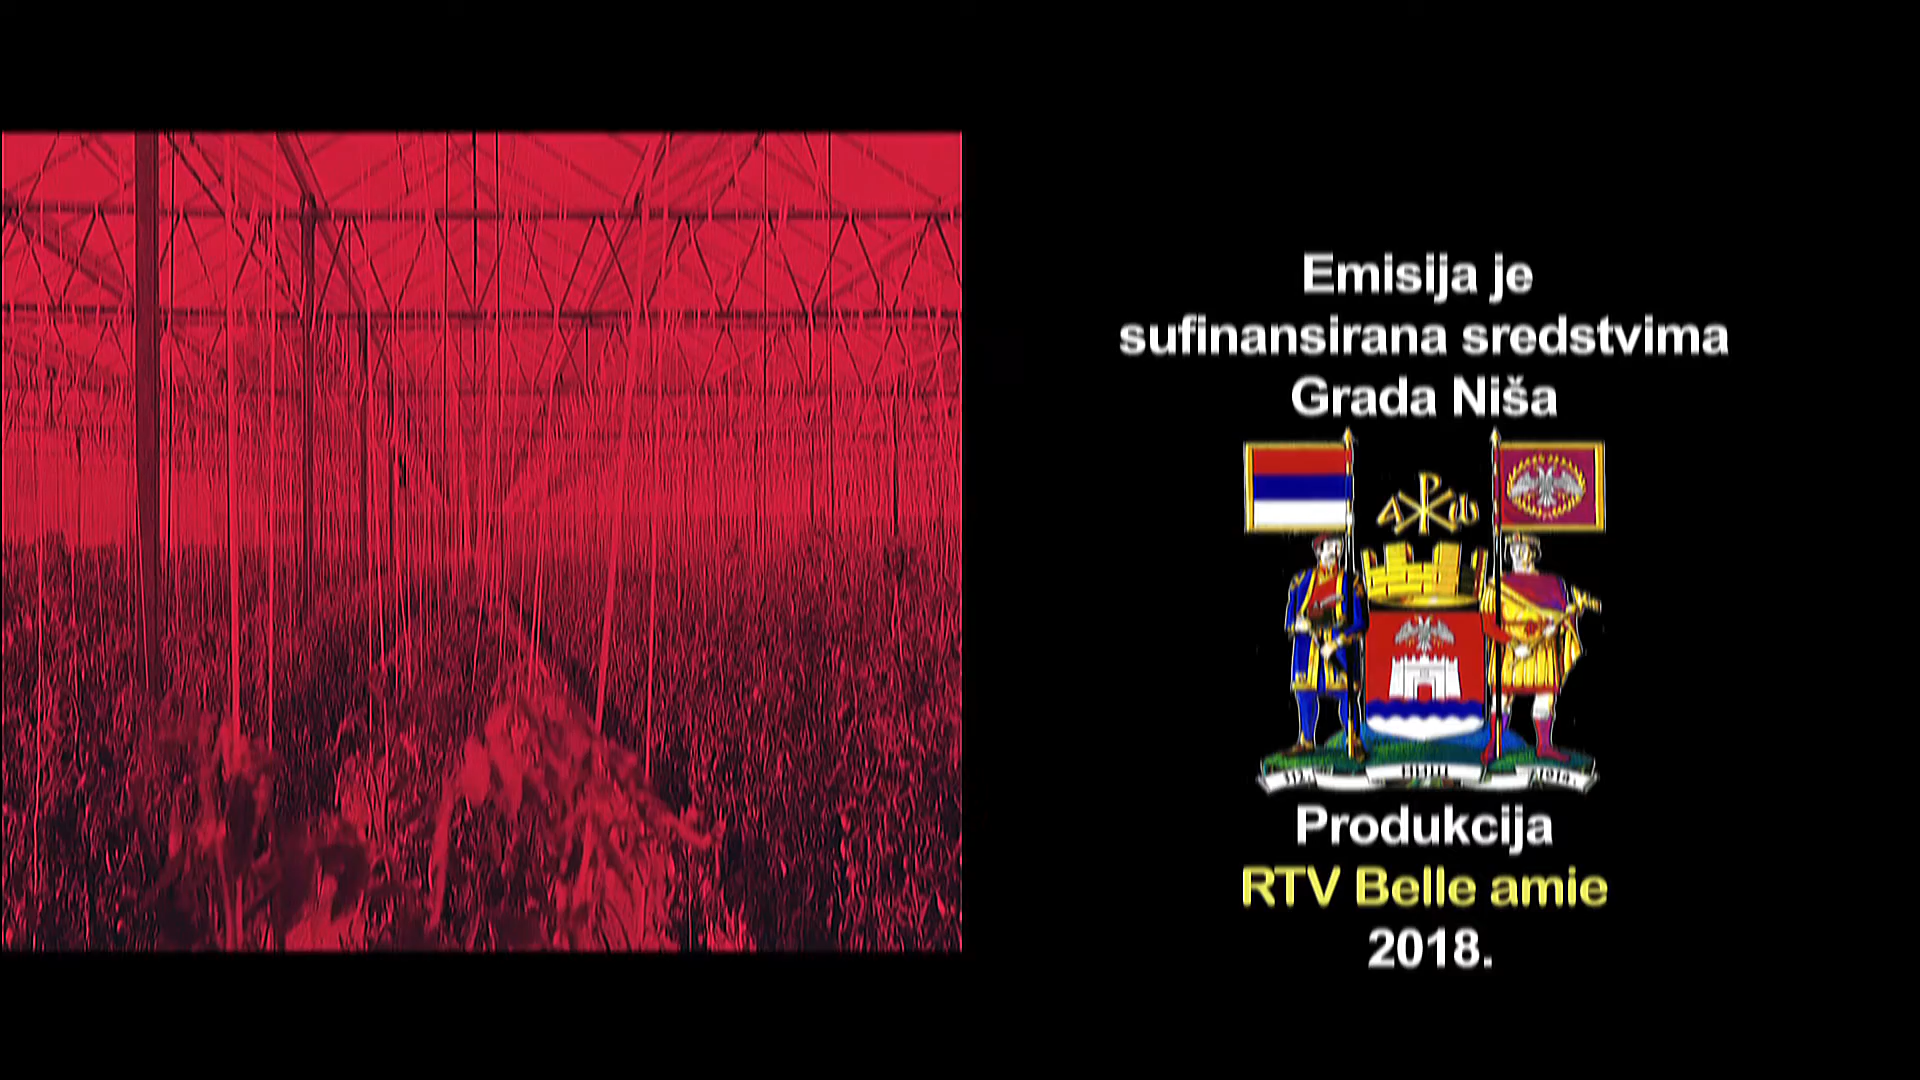 Emisija je
sufinansirana sredstvima
Grada Niša
Produkcija
RTV Belle amie
2018.